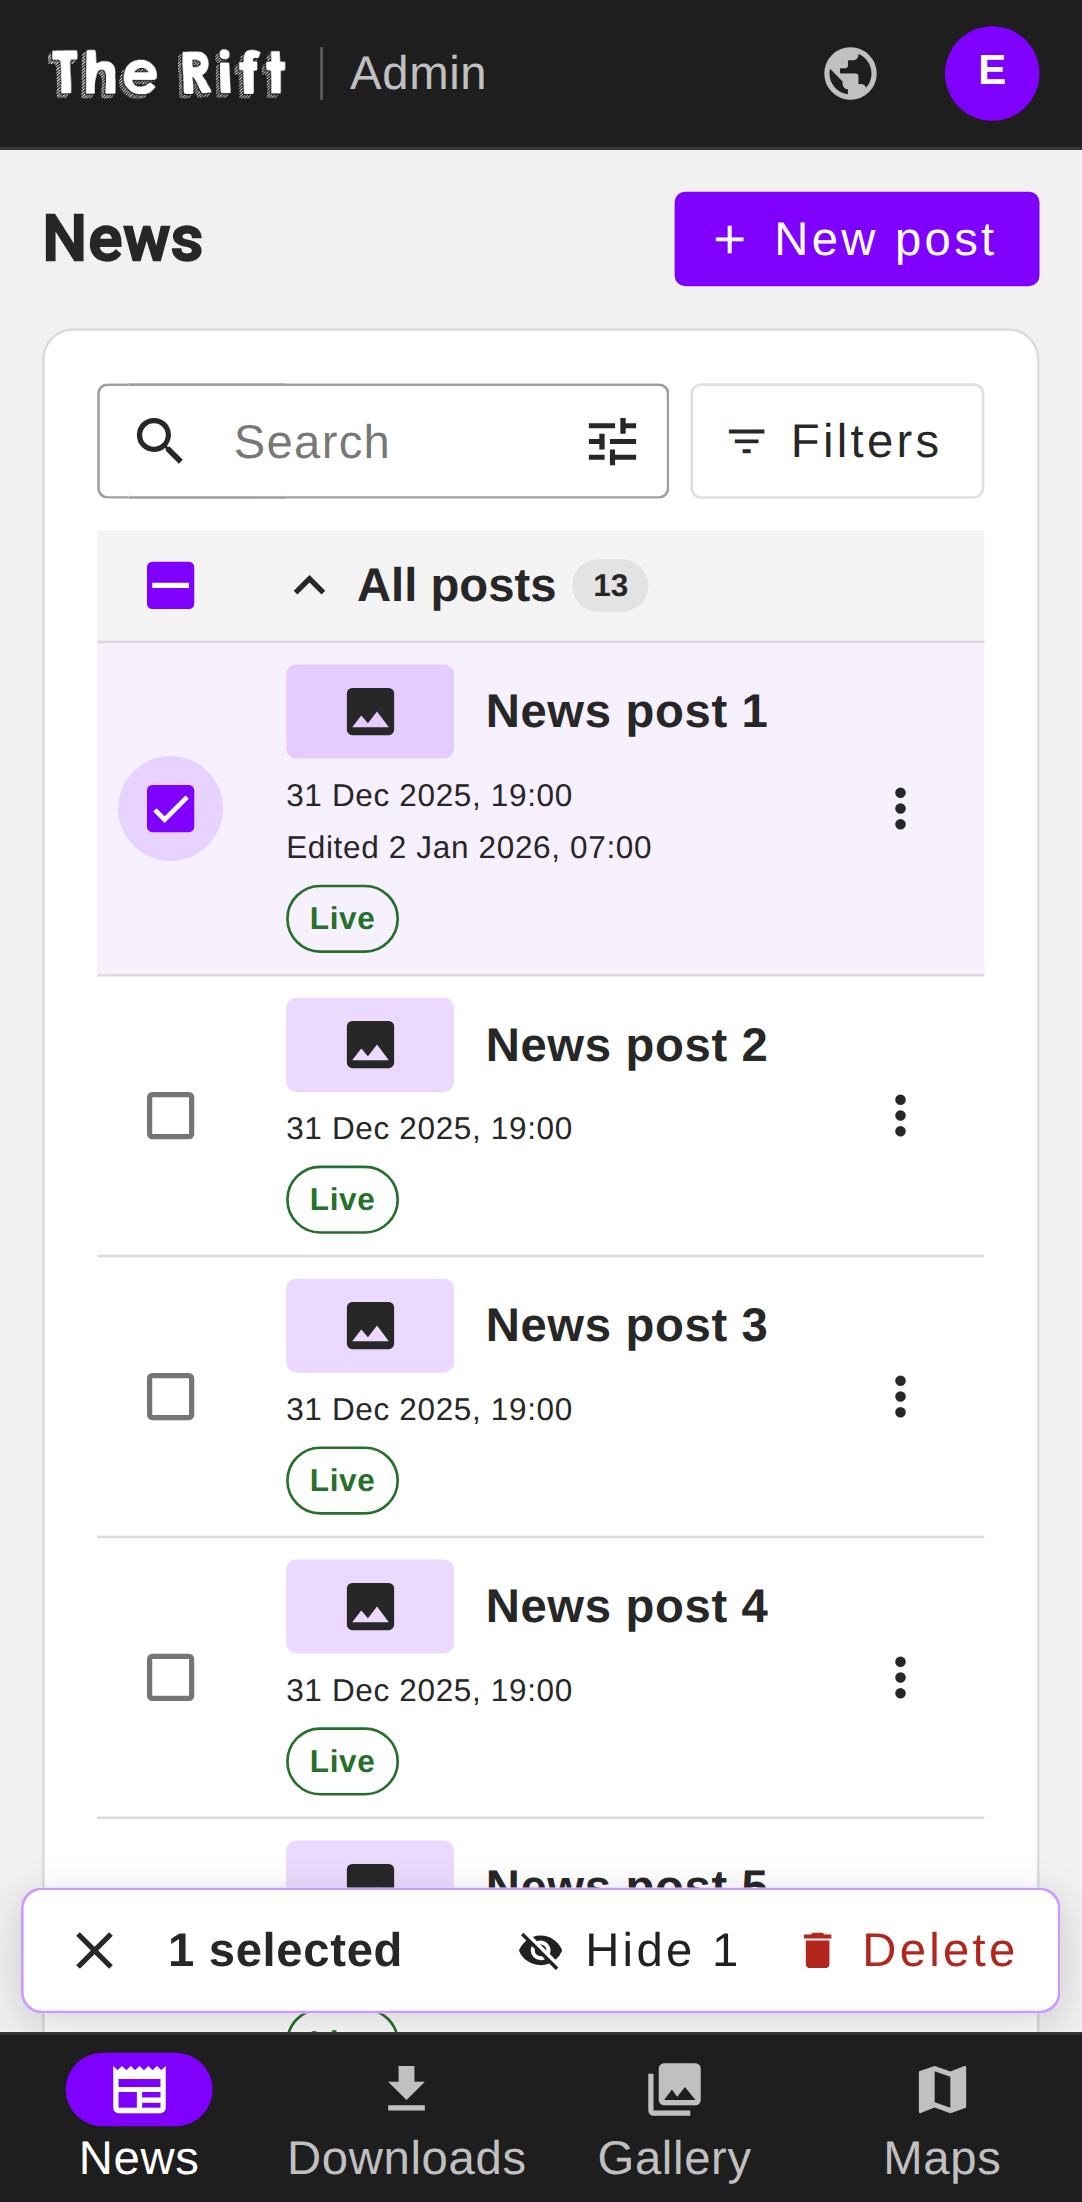 The Rift
Admin
E
News
+ New post
Search
Filters
All posts 13
News post 1
31 Dec 2025, 19:00
Edited 2 Jan 2026, 07:00
Live
News post 2
31 Dec 2025, 19:00
Live
News post 3
31 Dec 2025, 19:00
Live
News post 4
31 Dec 2025, 19:00
Live
News post 5
1 selected
Hide 1
Delete
News
Downloads
Gallery
Maps